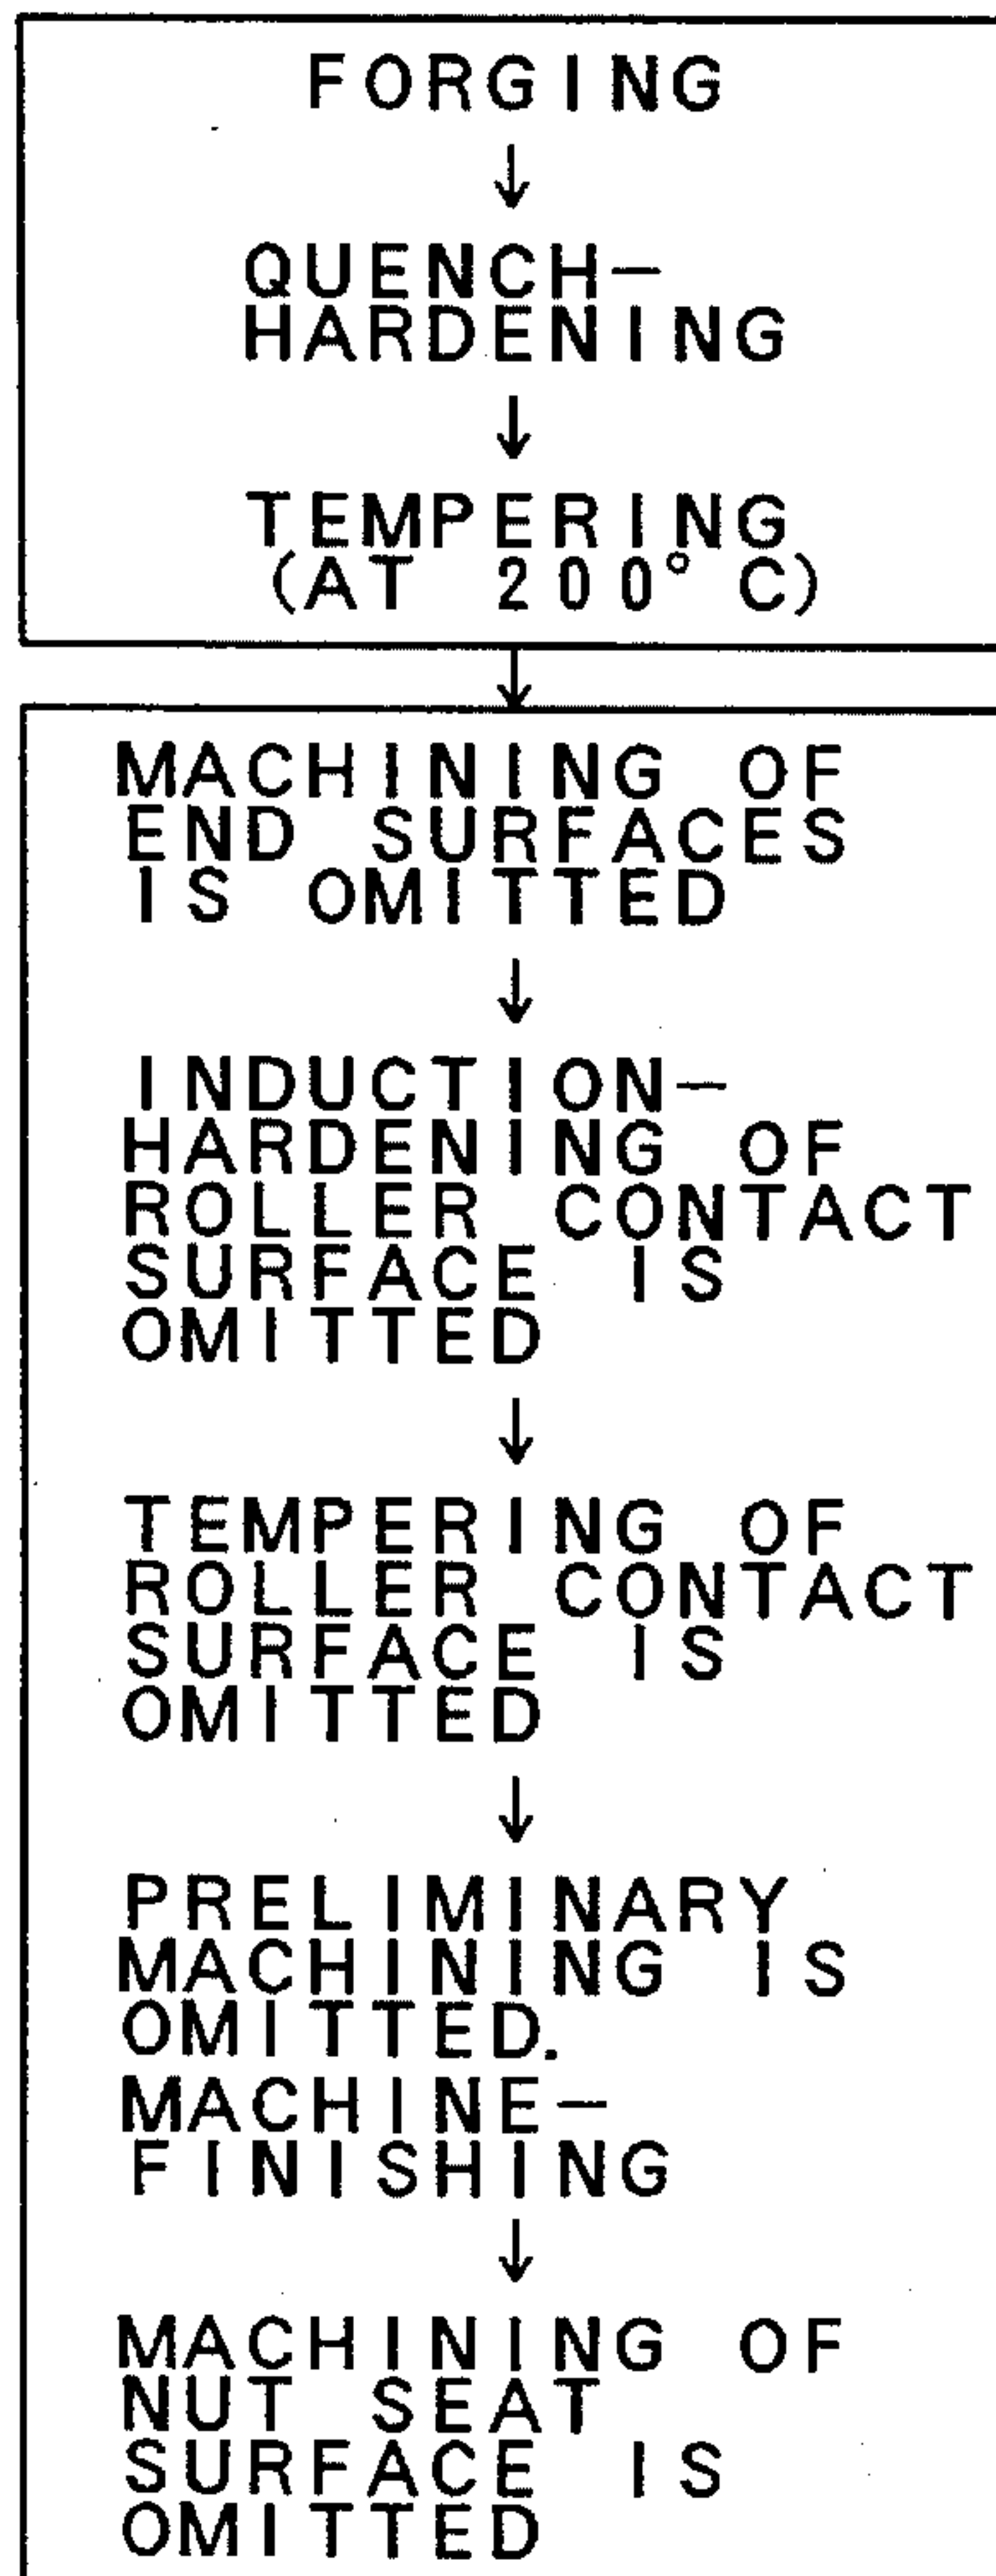 FORGING
↓
QUENCH-
HARDENING
↓
TEMPERING
(AT 200°C)
↓
MACHINING OF
END SURFACES
IS OMITTED
↓
INDUCTION-
HARDENING OF
ROLLER CONTACT
SURFACE IS
OMITTED
↓
TEMPERING OF
ROLLER CONTACT
SURFACE IS
OMITTED
↓
PRELIMINARY
MACHINING IS
OMITTED.
MACHINE-
FINISHING
↓
MACHINING OF
NUT SEAT
SURFACE IS
OMITTED